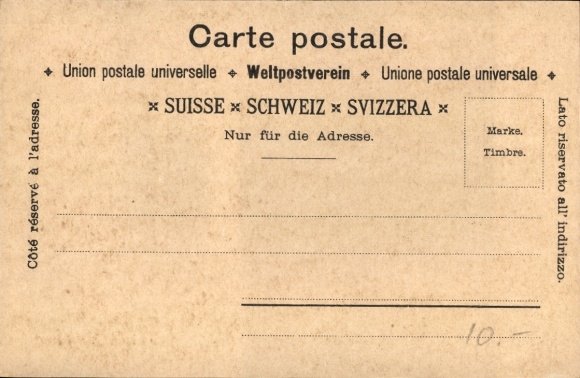 Carte postale.
✦ Union postale universelle ✦ Weltpostverein ✦ Unione postale universale ✦
× SUISSE × SCHWEIZ × SVIZZERA ×
Nur für die Adresse.
Marke.
Timbre.
Côté réservé à l'adresse.
Lato riservato all' indirizzo.
10.–